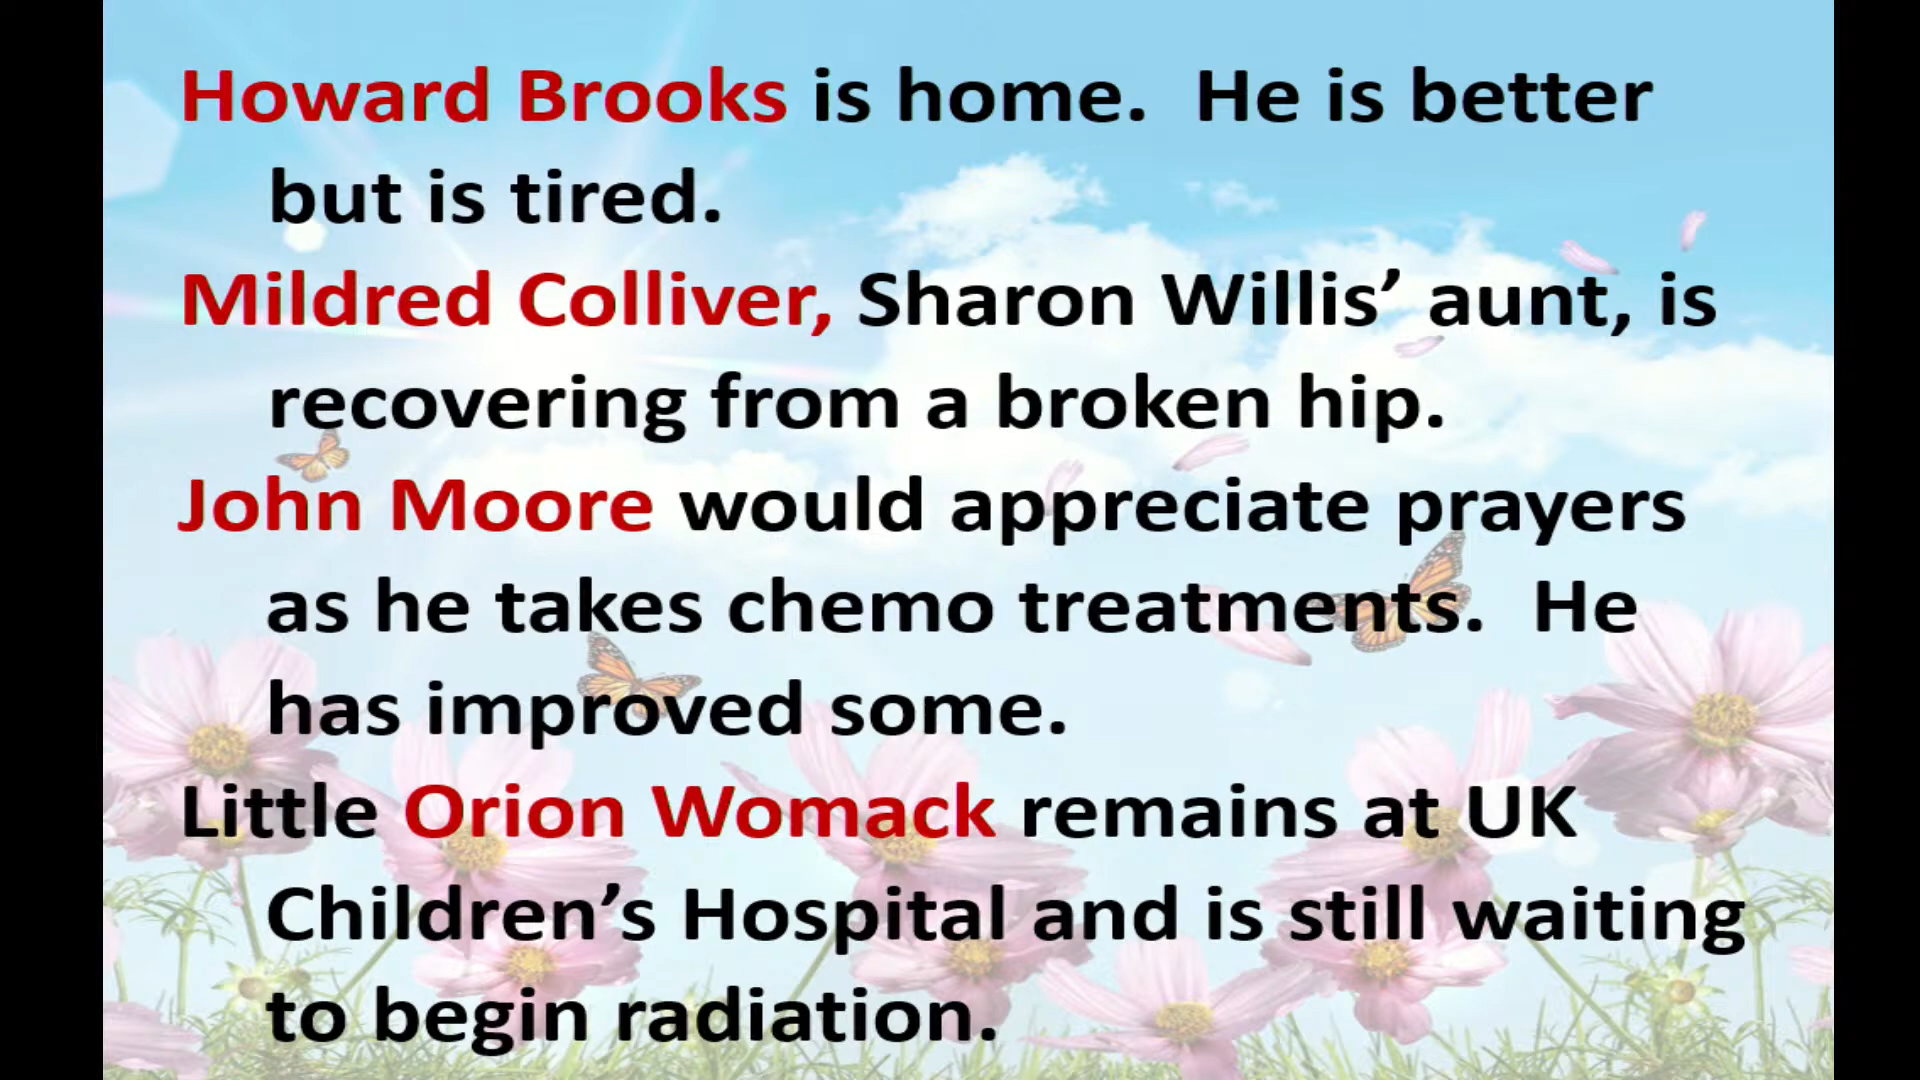 Howard Brooks is home.  He is better
but is tired.
Mildred Colliver, Sharon Willis’ aunt, is
recovering from a broken hip.
John Moore would appreciate prayers
as he takes chemo treatments.  He
has improved some.
Little Orion Womack remains at UK
Children’s Hospital and is still waiting
to begin radiation.